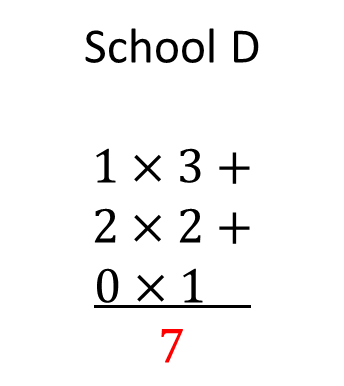 School D
1 × 3 +
2 × 2 +
0 × 1
7